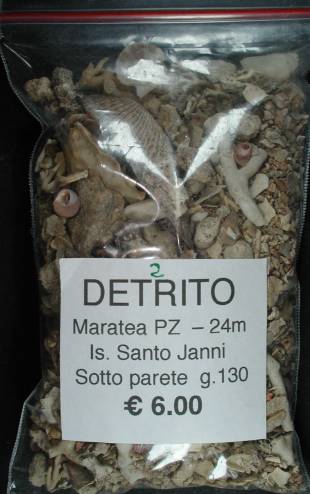 2
DETRITO
Maratea PZ – 24m
Is. Santo Janni
Sotto parete g.130
€ 6.00